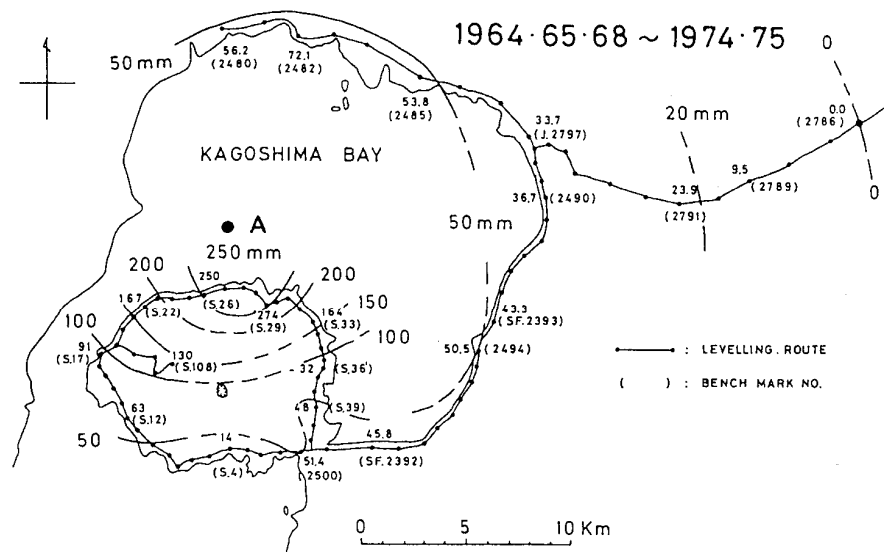 1964·65·68 ~ 1974·75
0
50 mm
56.2
(2480)
72.1
(2482)
53.8
(2485)
33.7
(J.2797)
20 mm
0.0
(2786)
9.5
(2789)
0
23.9
(2791)
KAGOSHIMA BAY
36.7
(2490)
50 mm
A
250 mm
200
250
(S.26)
200
274
(S.29)
150
167
(S.22)
164
(S.33)
100
100
91
(S.17)
130
(S.108)
32
(S.36)
43.3
(SF.2393)
50.5
(2494)
: LEVELLING. ROUTE
( ) : BENCH MARK NO.
63
(S.12)
48
(S.39)
50
14
(S.4)
51.4
(2500)
45.8
(SF.2392)
0 5 10 Km